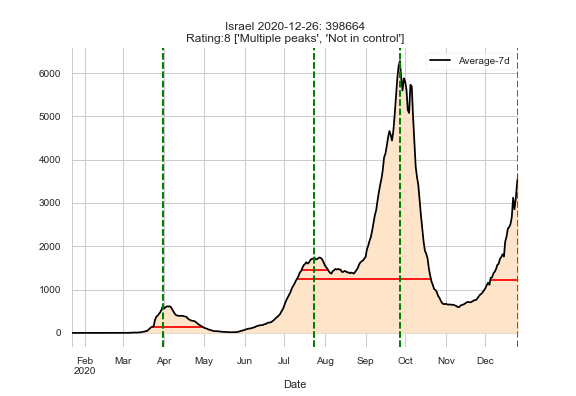 Israel 2020-12-26: 398664
Rating:8 ['Multiple peaks', 'Not in control']
Average-7d
6000
5000
4000
3000
2000
1000
0
Feb Mar Apr May Jun Jul Aug Sep Oct Nov Dec
2020
Date